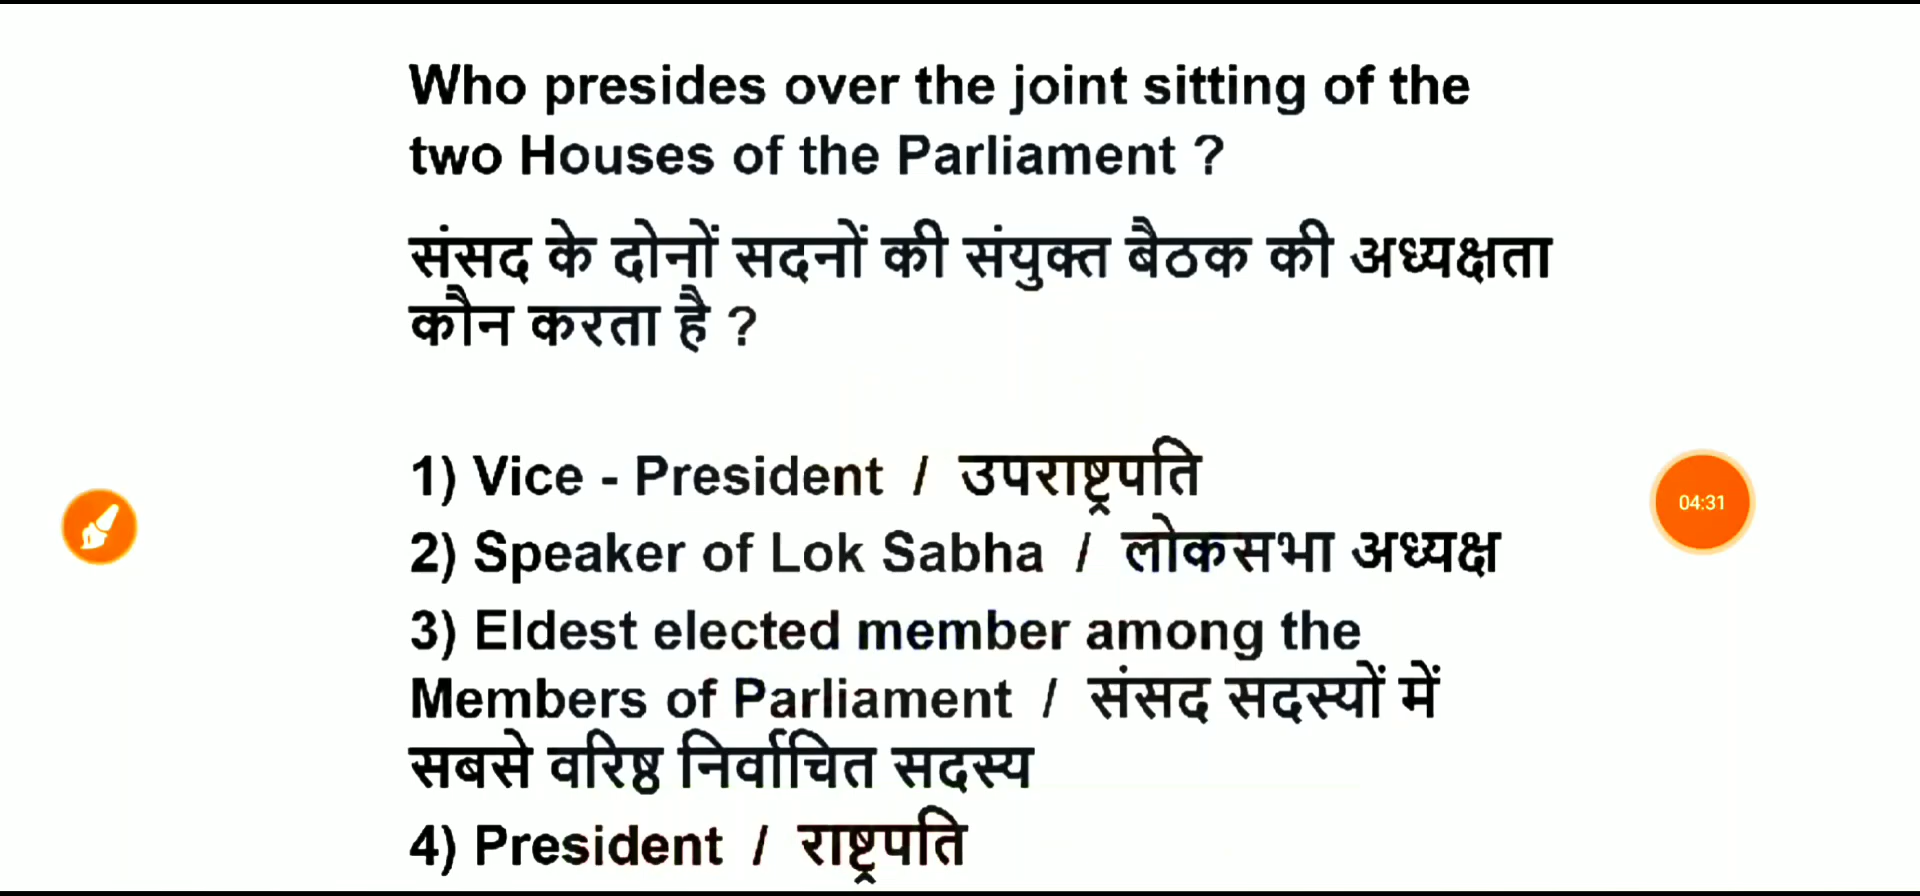 Who presides over the joint sitting of the
two Houses of the Parliament ?
संसद के दोनों सदनों की संयुक्त बैठक की अध्यक्षता
कौन करता है ?
1) Vice - President / उपराष्ट्रपति
2) Speaker of Lok Sabha / लोकसभा अध्यक्ष
3) Eldest elected member among the
Members of Parliament / संसद सदस्यों में
सबसे वरिष्ठ निर्वाचित सदस्य
4) President / राष्ट्रपति
04:31